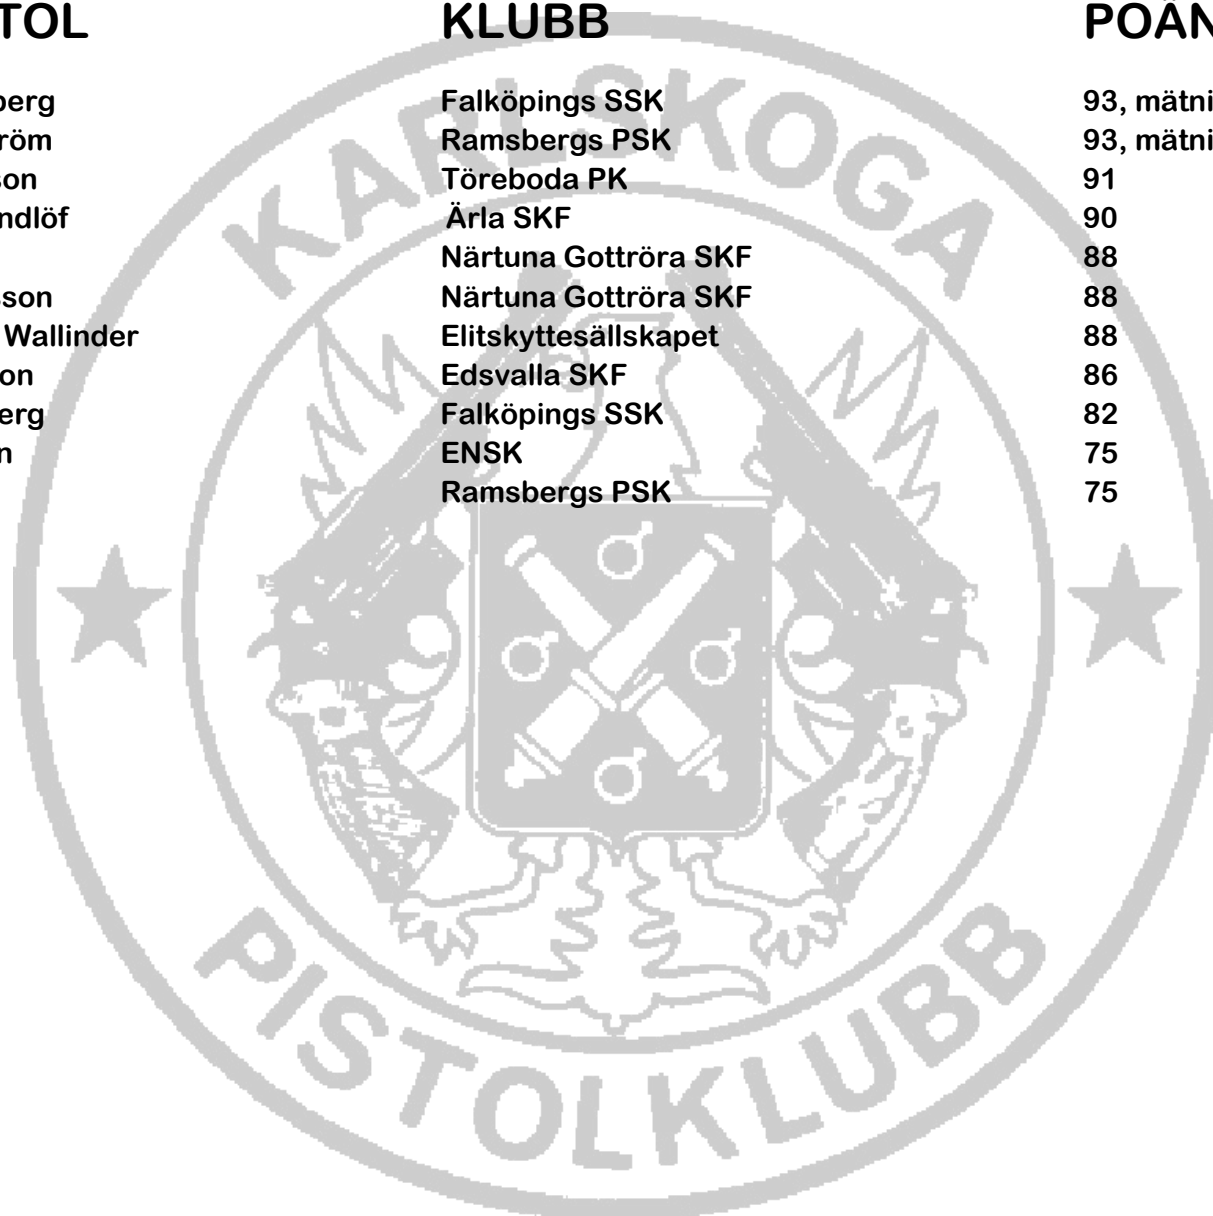 TOL KLUBB POÄN
berg Falköpings SSK 93, mätni
röm Ramsbergs PSK 93, mätni
son Töreboda PK 91
ndlöf Ärla SKF 90
Närtuna Gottröra SKF 88
sson Närtuna Gottröra SKF 88
Wallinder Elitskyttesällskapet 88
on Edsvalla SKF 86
erg Falköpings SSK 82
n ENSK 75
Ramsbergs PSK 75
KARLSKOGA
PISTOLKLUBB